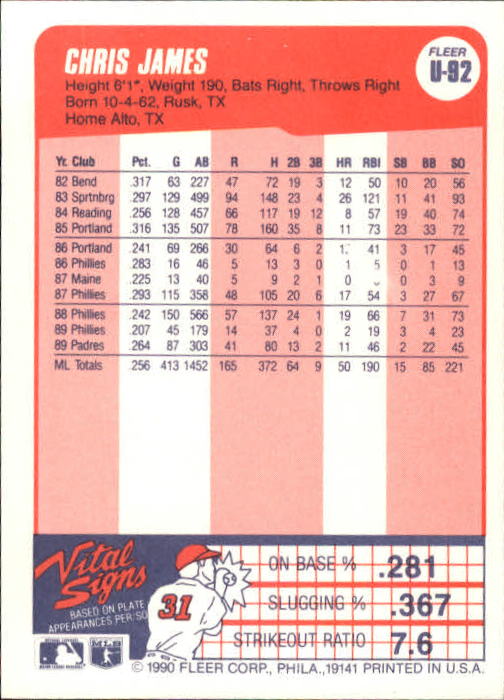 CHRIS JAMES
FLEER
U-92
Height 6'1", Weight 190, Bats Right, Throws Right
Born 10-4-62, Rusk, TX
Home Alto, TX
Yr. Club Pct. G AB R H 2B 3B HR RBI SB BB SO
82 Bend .317 63 227 47 72 19 3 12 50 10 20 56
83 Sprtnbrg .297 129 499 94 148 23 4 26 121 11 41 93
84 Reading .256 128 457 66 117 19 12 8 57 19 40 74
85 Portland .316 135 507 78 160 35 8 11 73 23 33 72
86 Portland .241 69 266 30 64 6 2 41 3 17 45
86 Phillies .283 16 46 5 13 3 0 1 5 0 1 13
87 Maine .225 13 40 5 9 2 1 0 0 3 9
87 Phillies .293 115 358 48 105 20 6 17 54 3 27 67
88 Phillies .242 150 566 57 137 24 1 19 66 7 31 73
89 Phillies .207 45 179 14 37 4 0 2 19 3 4 23
89 Padres .264 87 303 41 80 13 2 11 46 2 22 45
ML Totals .256 413 1452 165 372 64 9 50 190 15 85 221
Vital
Signs
BASED ON PLATE
APPEARANCES PER/SO
31
ON BASE % .281
SLUGGING % .367
STRIKEOUT RATIO 7.6
MLB
© 1990 FLEER CORP., PHILA., 19141 PRINTED IN U.S.A.